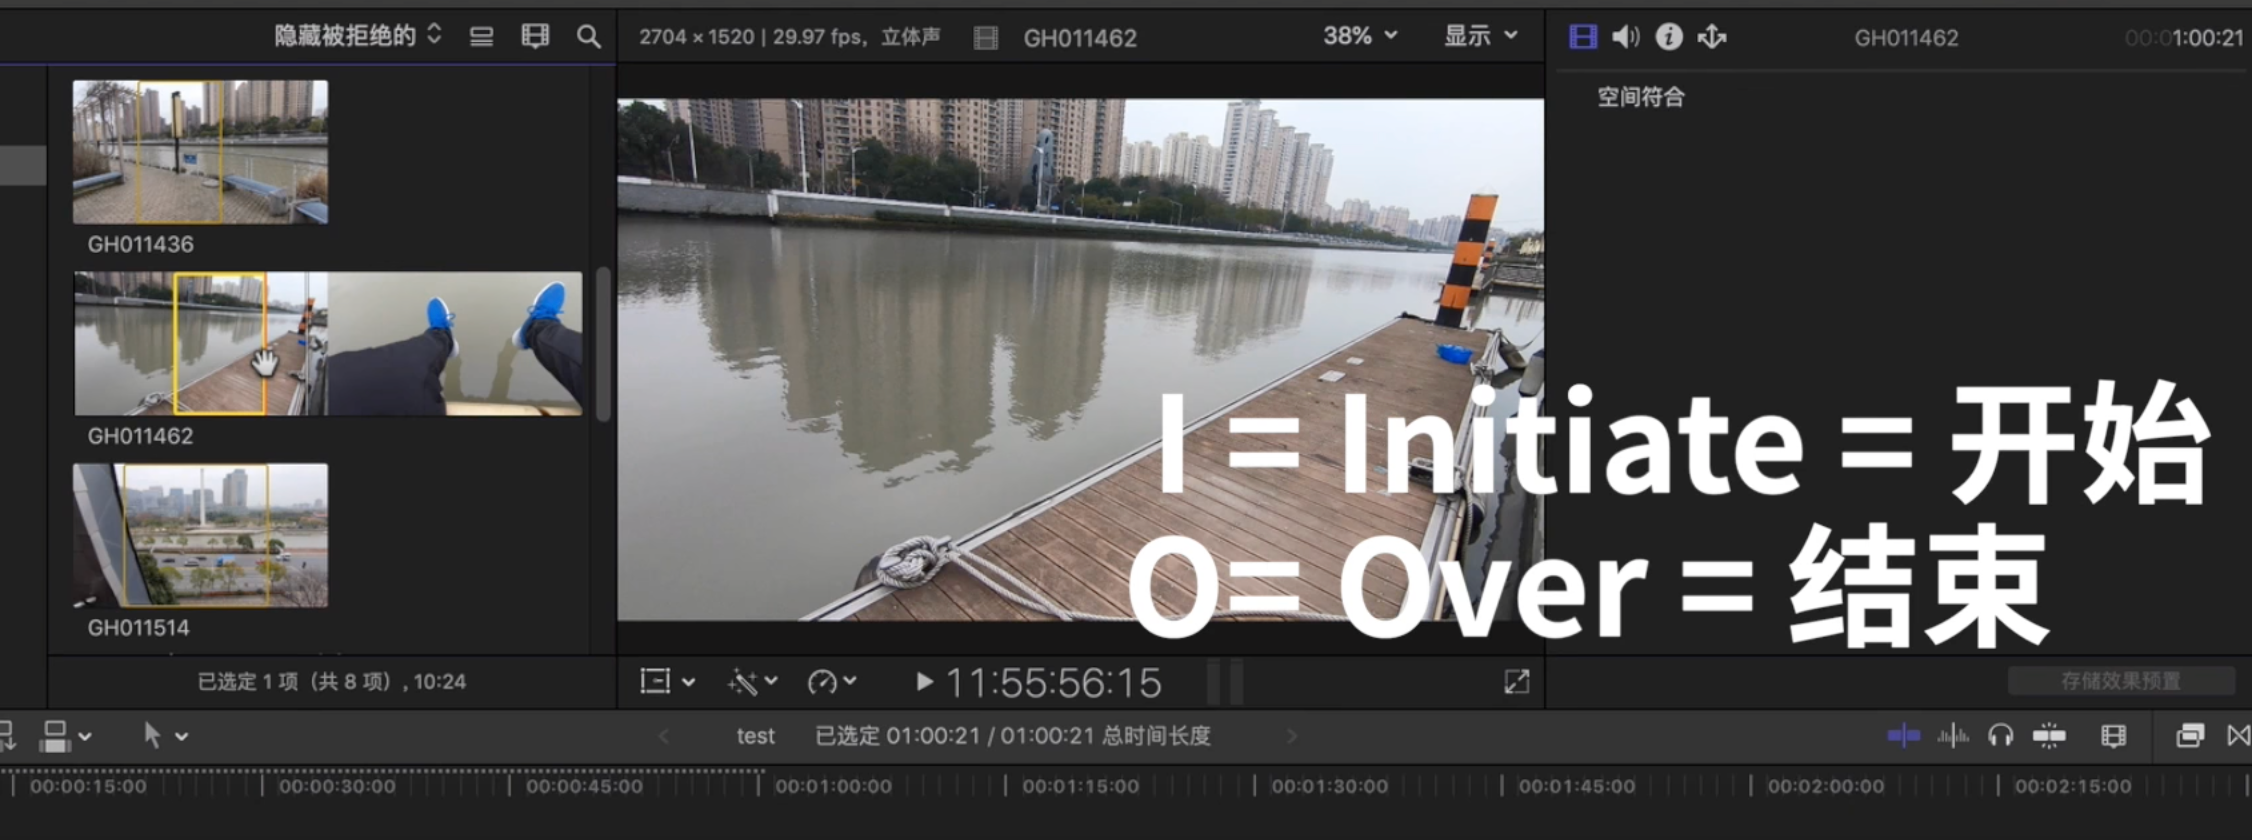 隐藏被拒绝的
2704 × 1520 | 29.97 fps, 立体声
GH011462
38%
显示
GH011462
00:01:00:21
空间符合
GH011436
GH011462
GH011514
I = Initiate = 开始
O= Over = 结束
已选定 1 项（共 8 项）, 10:24
11:55:56:15
存储效果预置
test
已选定 01:00:21 / 01:00:21 总时间长度
00:00:15:00
00:00:30:00
00:00:45:00
00:01:00:00
00:01:15:00
00:01:30:00
00:01:45:00
00:02:00:00
00:02:15:00